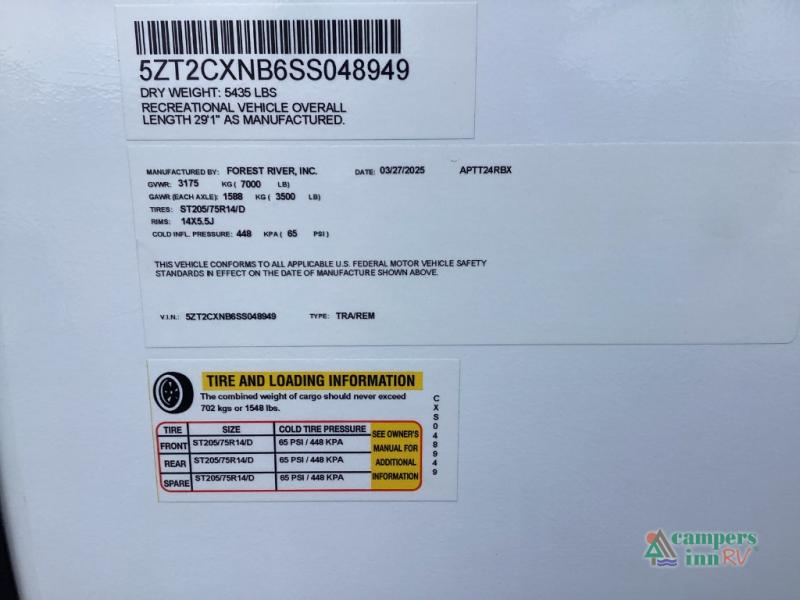 5ZT2CXNB6SS048949
DRY WEIGHT: 5435 LBS
RECREATIONAL VEHICLE OVERALL
LENGTH 29'1" AS MANUFACTURED.
MANUFACTURED BY: FOREST RIVER, INC. DATE: 03/27/2025 APTT24RBX
GVWR: 3175 KG ( 7000 LB)
GAWR (EACH AXLE): 1588 KG ( 3500 LB)
TIRES: ST205/75R14/D
RIMS: 14X5.5J
COLD INFL. PRESSURE: 448 KPA ( 65 PSI )
THIS VEHICLE CONFORMS TO ALL APPLICABLE U.S. FEDERAL MOTOR VEHICLE SAFETY
STANDARDS IN EFFECT ON THE DATE OF MANUFACTURE SHOWN ABOVE.
V.I.N.: 5ZT2CXNB6SS048949 TYPE: TRA/REM
TIRE AND LOADING INFORMATION
The combined weight of cargo should never exceed
702 kgs or 1548 lbs.
TIRE SIZE COLD TIRE PRESSURE
FRONT ST205/75R14/D 65 PSI / 448 KPA
REAR ST205/75R14/D 65 PSI / 448 KPA
SPARE ST205/75R14/D 65 PSI / 448 KPA
SEE OWNER'S
MANUAL FOR
ADDITIONAL
INFORMATION
CXS048949
campers
inn RV